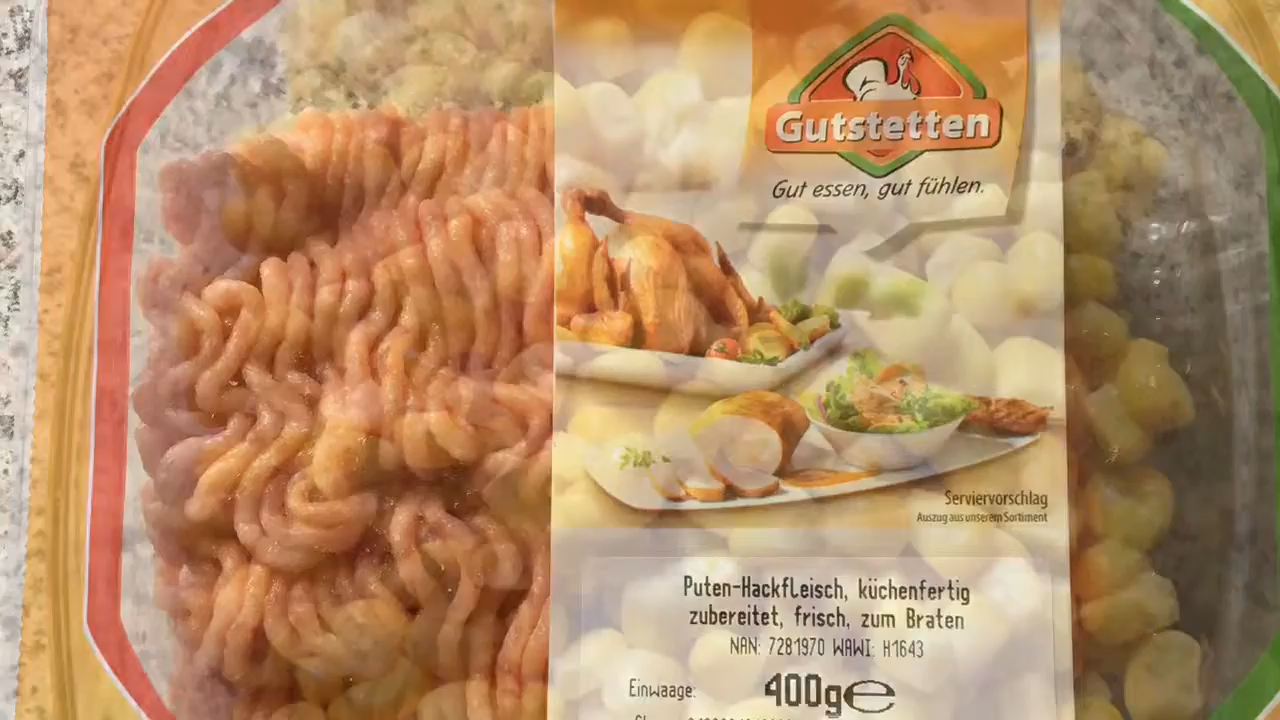 Gutstetten
Gut essen, gut fühlen.
Serviervorschlag
Auszug aus unserem Sortiment
Puten-Hackfleisch, küchenfertig
zubereitet, frisch, zum Braten
NAN: 7281970 WAWI: H1643
Einwaage: 400g e